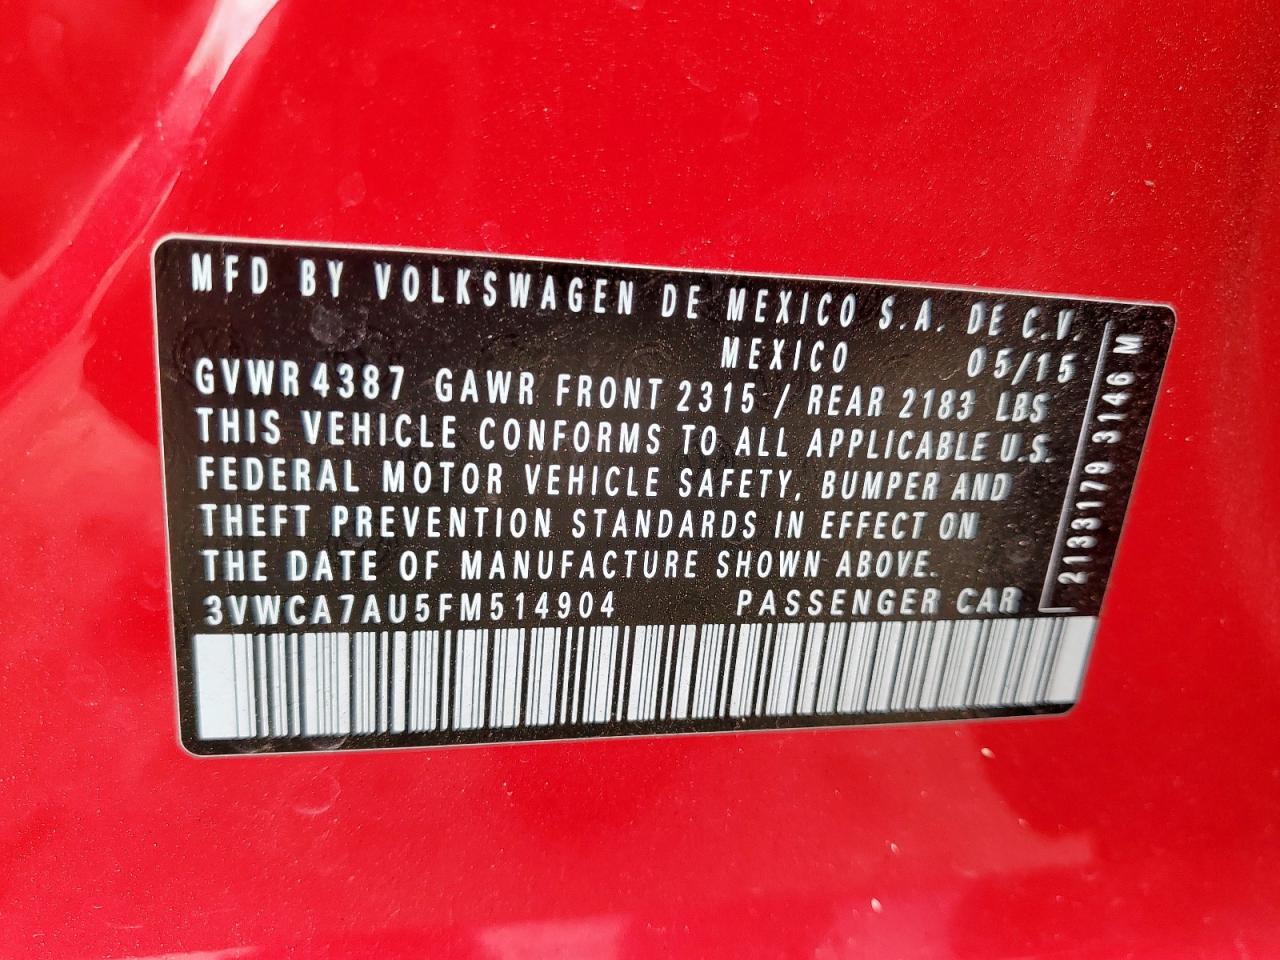 MFD BY VOLKSWAGEN DE MEXICO S.A. DE C.V.
MEXICO 05/15
GVWR 4387 GAWR FRONT 2315 / REAR 2183 LBS
THIS VEHICLE CONFORMS TO ALL APPLICABLE U.S.
FEDERAL MOTOR VEHICLE SAFETY, BUMPER AND
THEFT PREVENTION STANDARDS IN EFFECT ON
THE DATE OF MANUFACTURE SHOWN ABOVE.
3VWCA7AU5FM514904 PASSENGER CAR
2133179 3146 M